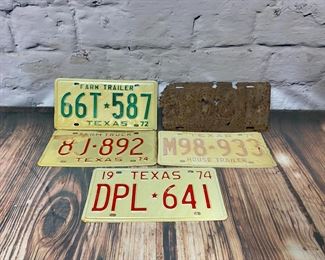 FARM TRAILER
66T★587
TEXAS 72
FARM TRUCK
8J-892
TEXAS 74
TEXAS
M98-933
HOUSE TRAILER
19 TEXAS 74
DPL★641